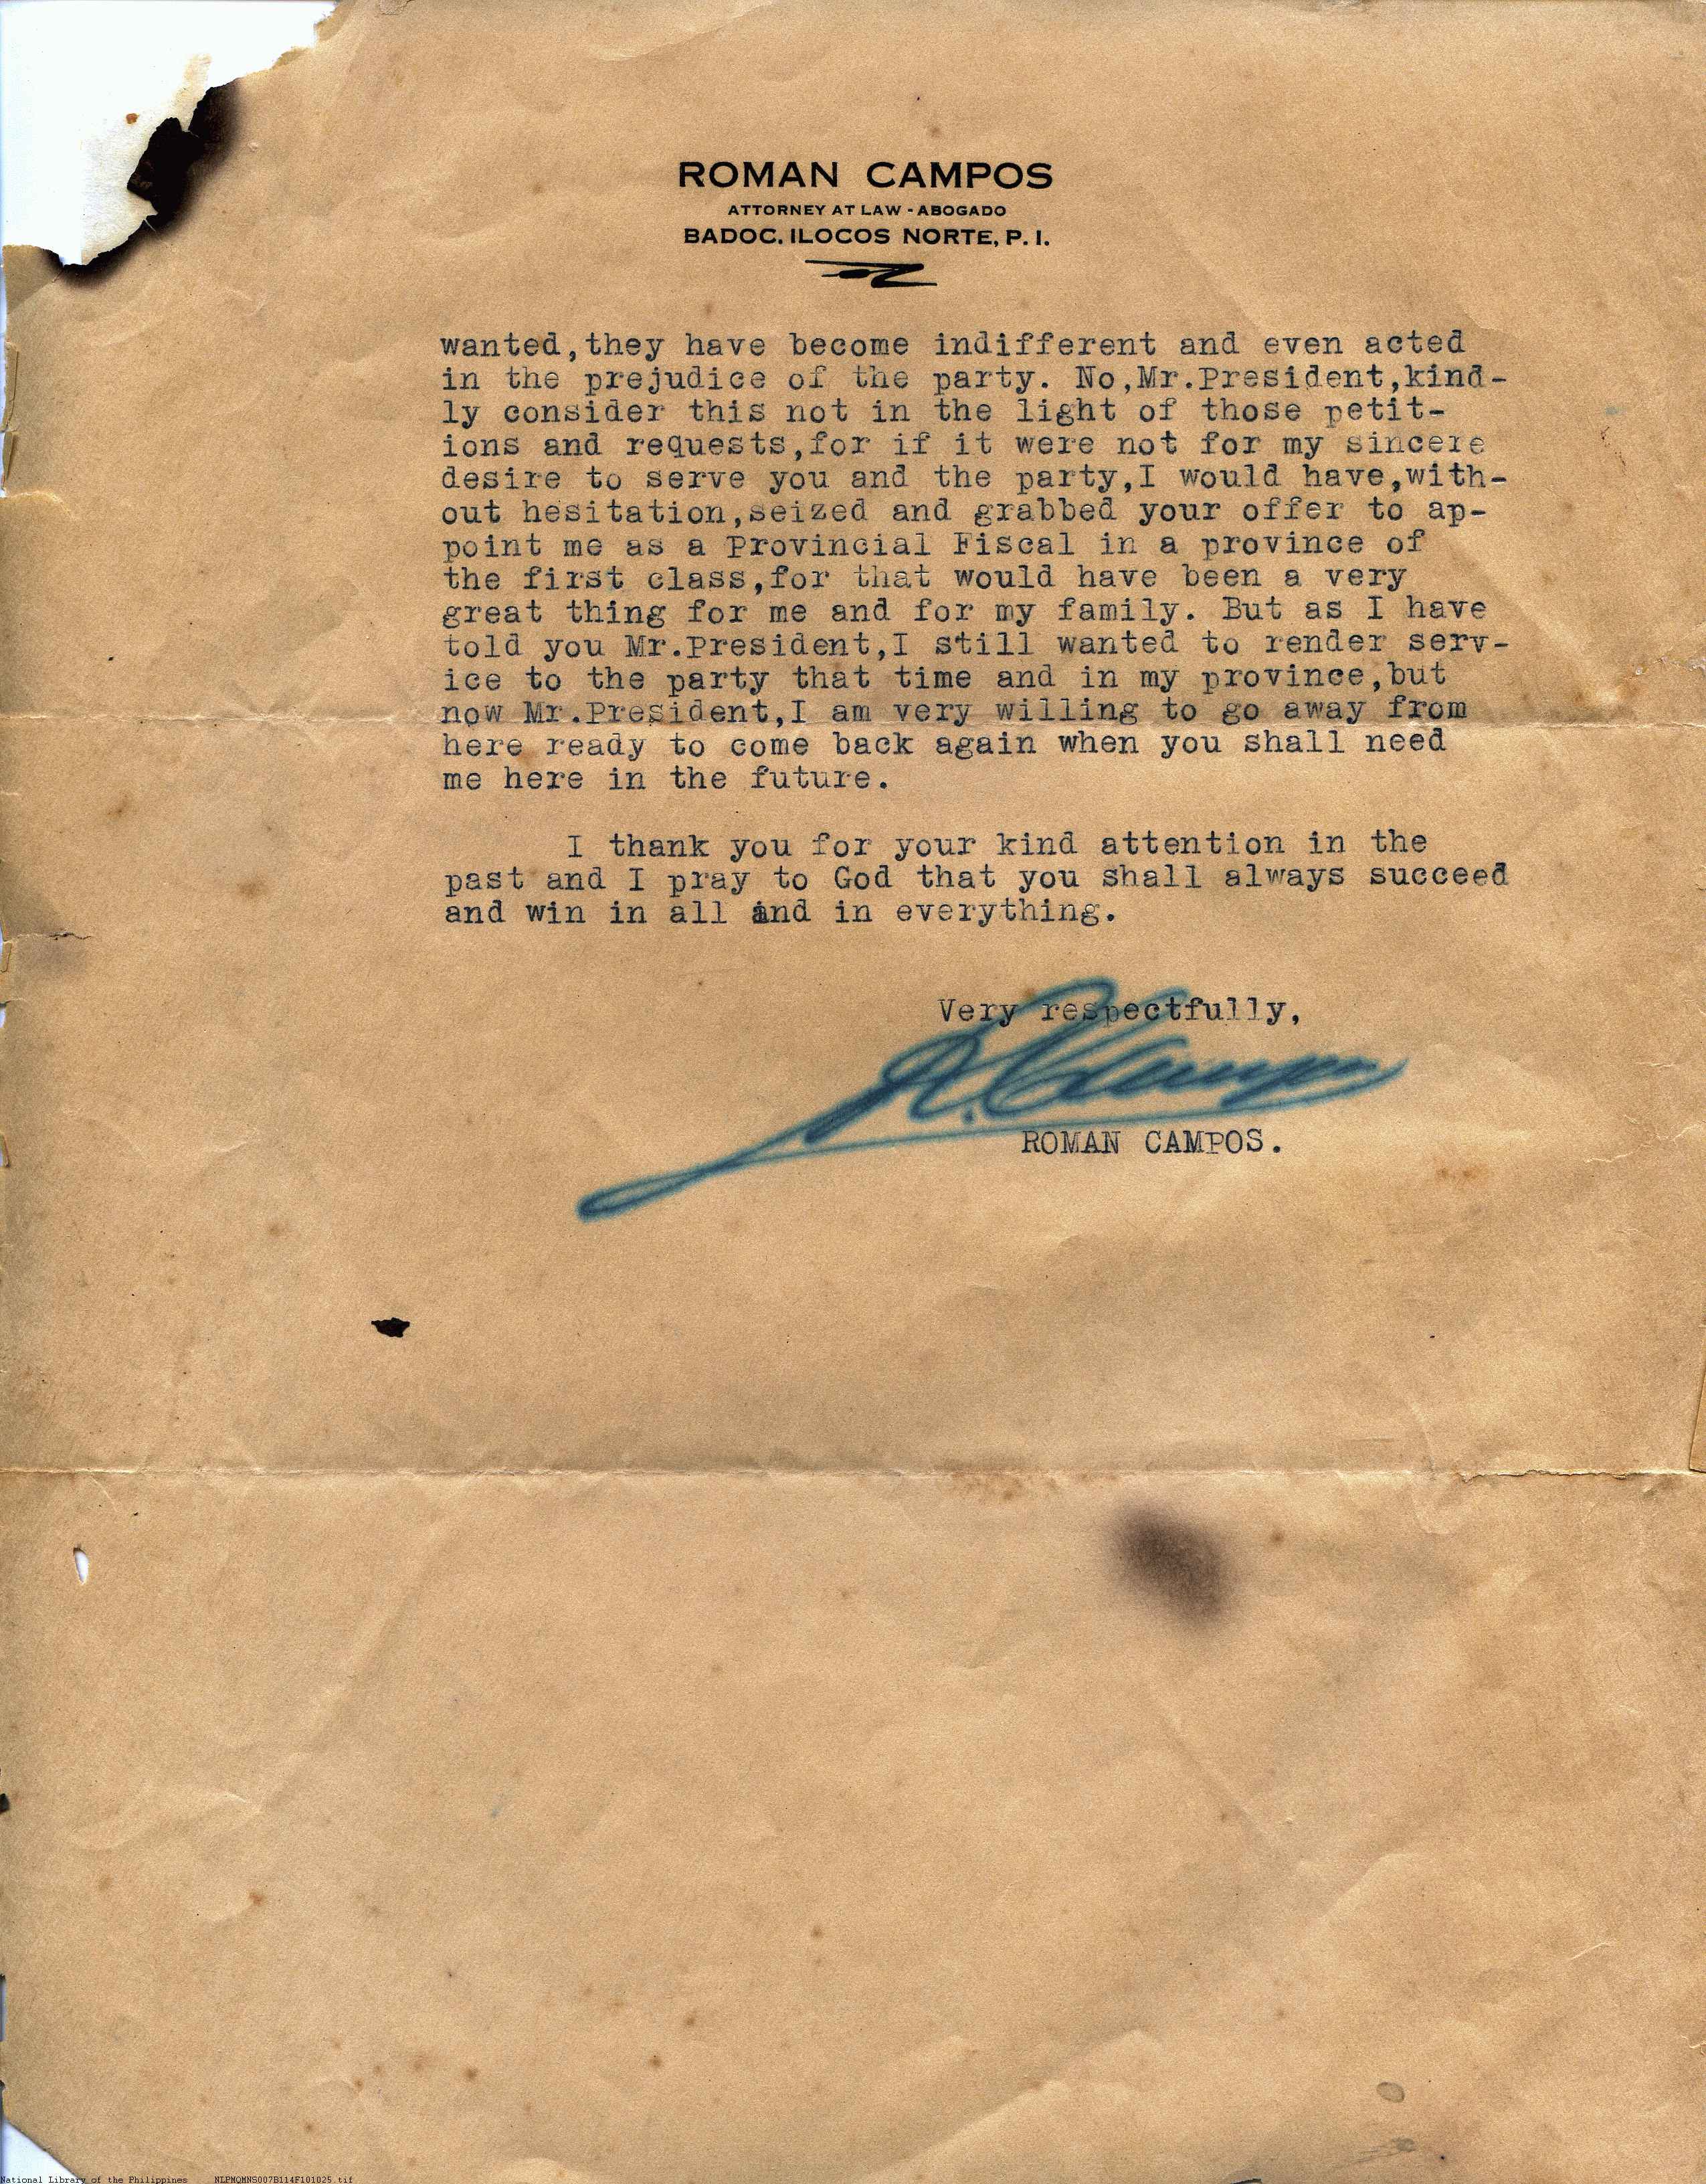 ROMAN CAMPOS
ATTORNEY AT LAW - ABOGADO
BADOC, ILOCOS NORTE, P. I.
wanted,they have become indifferent and even acted
in the prejudice of the party. No,Mr.President,kind-
ly consider this not in the light of those petit-
ions and requests,for if it were not for my sincere
desire to serve you and the party,I would have,with-
out hesitation,seized and grabbed your offer to ap-
point me as a Provincial Fiscal in a province of
the first class,for that would have been a very
great thing for me and for my family. But as I have
told you Mr.President,I still wanted to render serv-
ice to the party that time and in my province,but
now Mr.President,I am very willing to go away from
here ready to come back again when you shall need
me here in the future.
I thank you for your kind attention in the
past and I pray to God that you shall always succeed
and win in all and in everything.
Very respectfully,
R. Campos
ROMAN CAMPOS.
National Library of the Philippines NLPMQMNS007B114F101025.tif